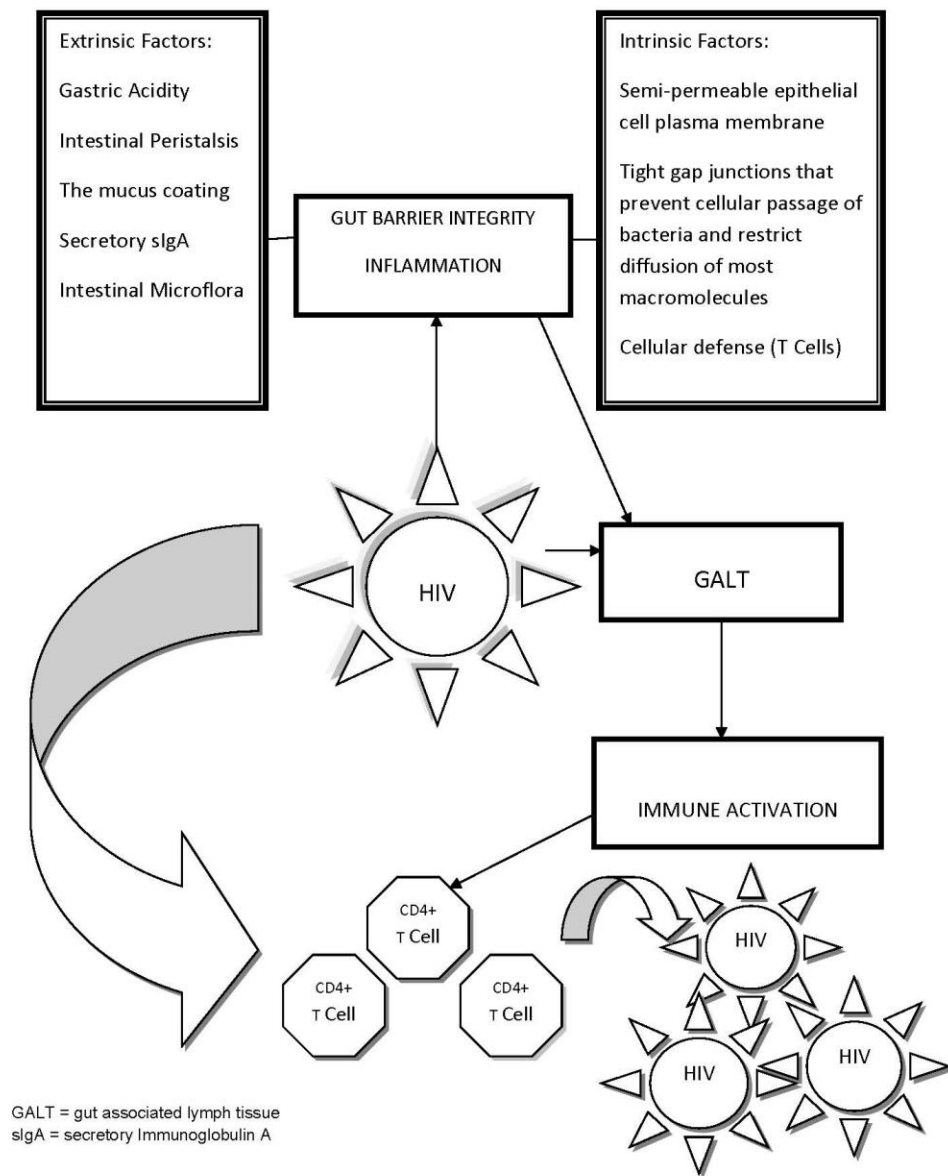 Extrinsic Factors:
Gastric Acidity
Intestinal Peristalsis
The mucus coating
Secretory sIgA
Intestinal Microflora
GUT BARRIER INTEGRITY
INFLAMMATION
Intrinsic Factors:
Semi-permeable epithelial
cell plasma membrane
Tight gap junctions that
prevent cellular passage of
bacteria and restrict
diffusion of most
macromolecules
Cellular defense (T Cells)
HIV
GALT
IMMUNE ACTIVATION
CD4+
T Cell
CD4+
T Cell
CD4+
T Cell
HIV
HIV
HIV
GALT = gut associated lymph tissue
sIgA = secretory Immunoglobulin A